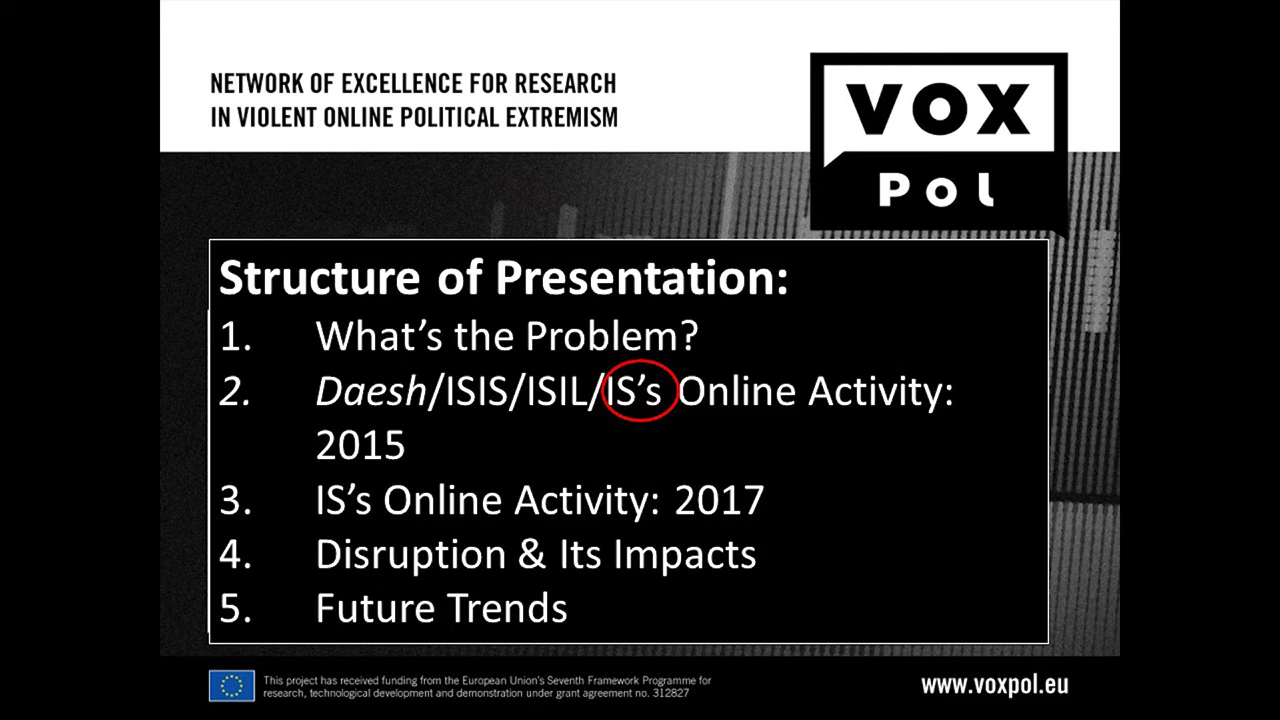 NETWORK OF EXCELLENCE FOR RESEARCH
IN VIOLENT ONLINE POLITICAL EXTREMISM
VOX
Pol
Structure of Presentation:
1. What’s the Problem?
2. Daesh/ISIS/ISIL/IS’s Online Activity:
2015
3. IS’s Online Activity: 2017
4. Disruption & Its Impacts
5. Future Trends
This project has received funding from the European Union’s Seventh Framework Programme for
research, technological development and demonstration under grant agreement no. 312827
www.voxpol.eu